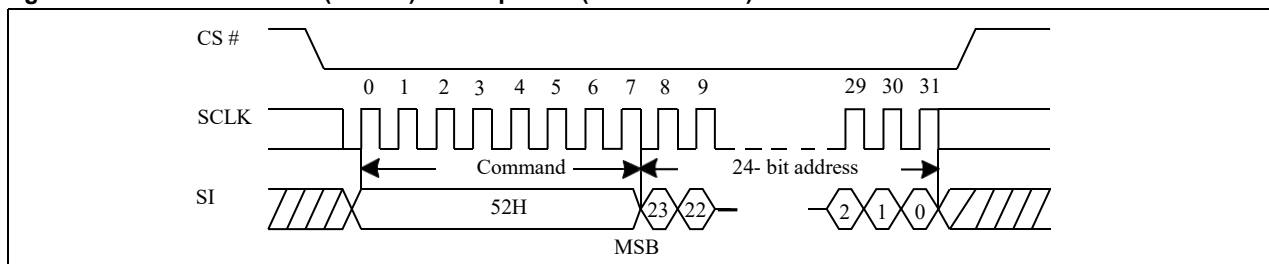 CS #
0 1 2 3 4 5 6 7 8 9 29 30 31
SCLK
Command 24- bit address
SI 52H 23 22 2 1 0
MSB